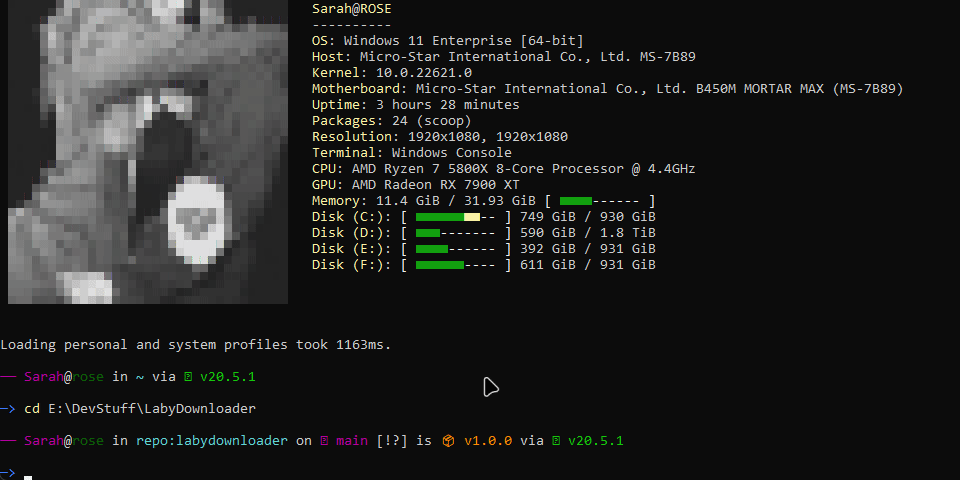 Sarah@ROSE
----------
OS: Windows 11 Enterprise [64-bit]
Host: Micro-Star International Co., Ltd. MS-7B89
Kernel: 10.0.22621.0
Motherboard: Micro-Star International Co., Ltd. B450M MORTAR MAX (MS-7B89)
Uptime: 3 hours 28 minutes
Packages: 24 (scoop)
Resolution: 1920x1080, 1920x1080
Terminal: Windows Console
CPU: AMD Ryzen 7 5800X 8-Core Processor @ 4.4GHz
GPU: AMD Radeon RX 7900 XT
Memory: 11.4 GiB / 31.93 GiB [ ------ ]
Disk (C:): [ -- ] 749 GiB / 930 GiB
Disk (D:): [ ------- ] 590 GiB / 1.8 TiB
Disk (E:): [ ------ ] 392 GiB / 931 GiB
Disk (F:): [ ---- ] 611 GiB / 931 GiB
Loading personal and system profiles took 1163ms.
── Sarah@rose in ~ via v20.5.1
─> cd E:\DevStuff\LabyDownloader
── Sarah@rose in repo:labydownloader on main [!?] is 📦 v1.0.0 via v20.5.1
─>